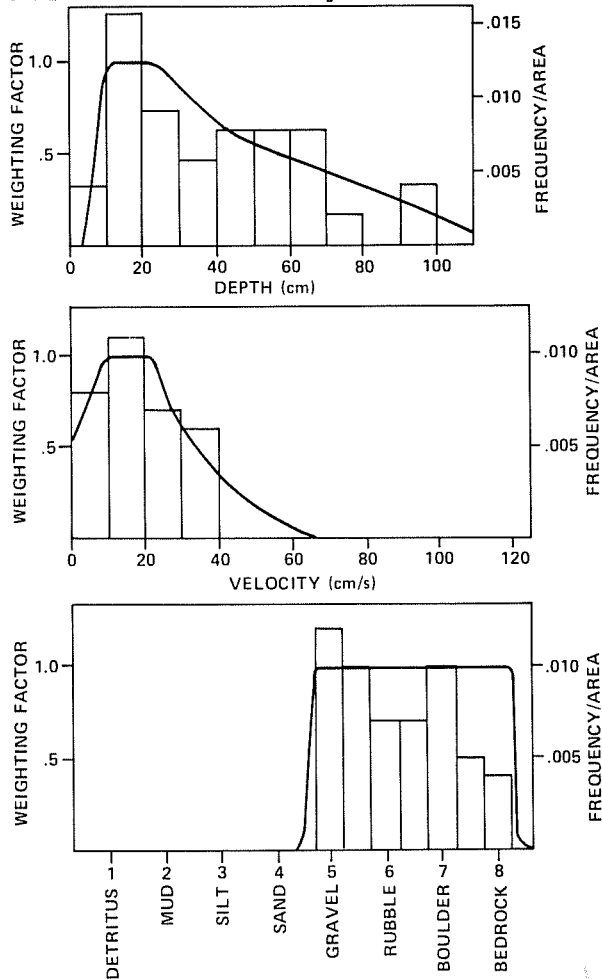 WEIGHTING FACTOR
1.0
.5
.015
.010
.005
FREQUENCY/AREA
0 20 40 60 80 100
DEPTH (cm)
WEIGHTING FACTOR
1.0
.5
.010
.005
FREQUENCY/AREA
0 20 40 60 80 100 120
VELOCITY (cm/s)
WEIGHTING FACTOR
1.0
.5
.010
.005
FREQUENCY/AREA
DETRITUS 1
MUD 2
SILT 3
SAND 4
GRAVEL 5
RUBBLE 6
BOULDER 7
BEDROCK 8